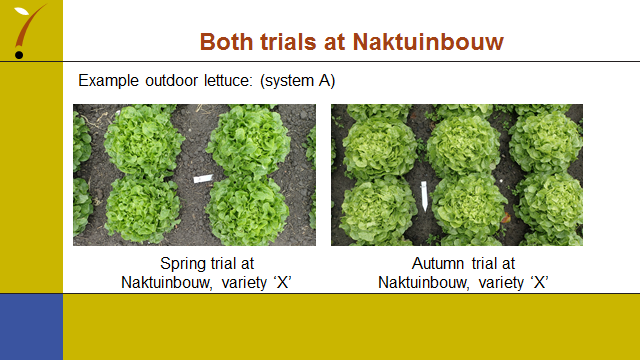 Both trials at Naktuinbouw
Example outdoor lettuce: (system A)
Spring trial at
Naktuinbouw, variety ‘X’
Autumn trial at
Naktuinbouw, variety ‘X’